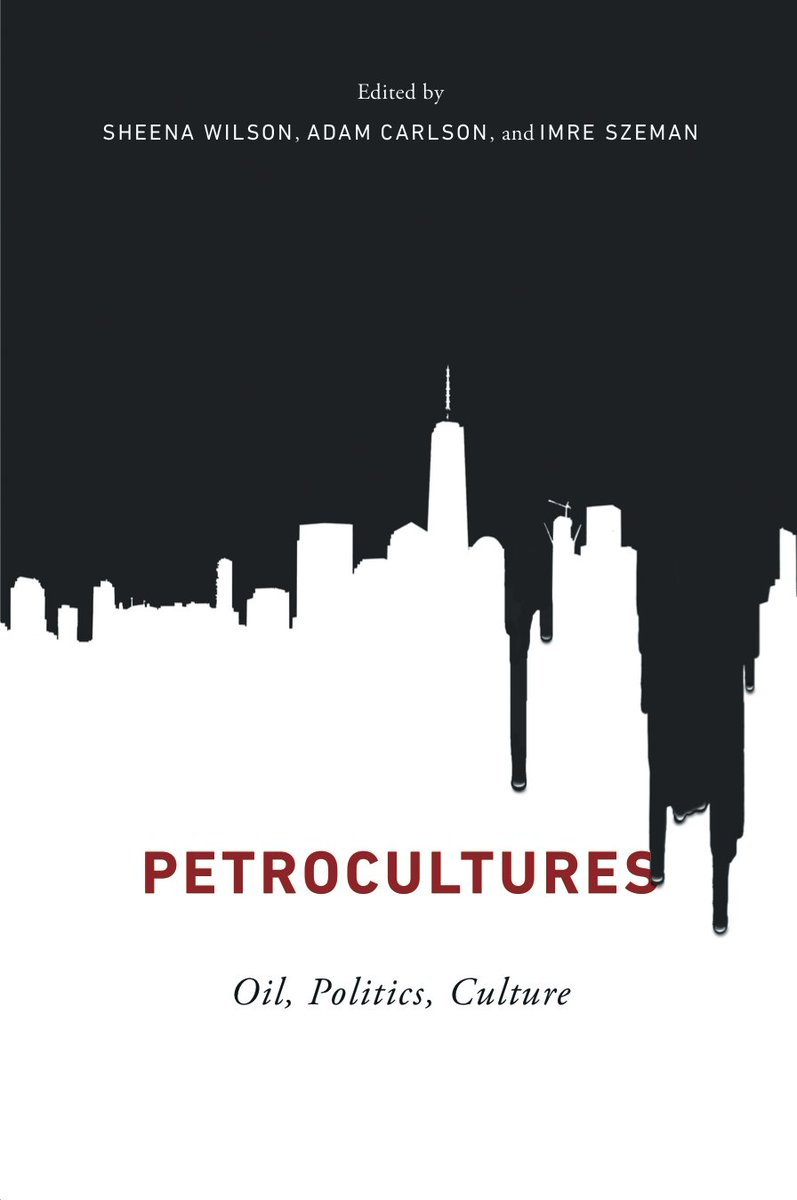 Edited by
SHEENA WILSON, ADAM CARLSON, and IMRE SZEMAN
PETROCULTURES
Oil, Politics, Culture